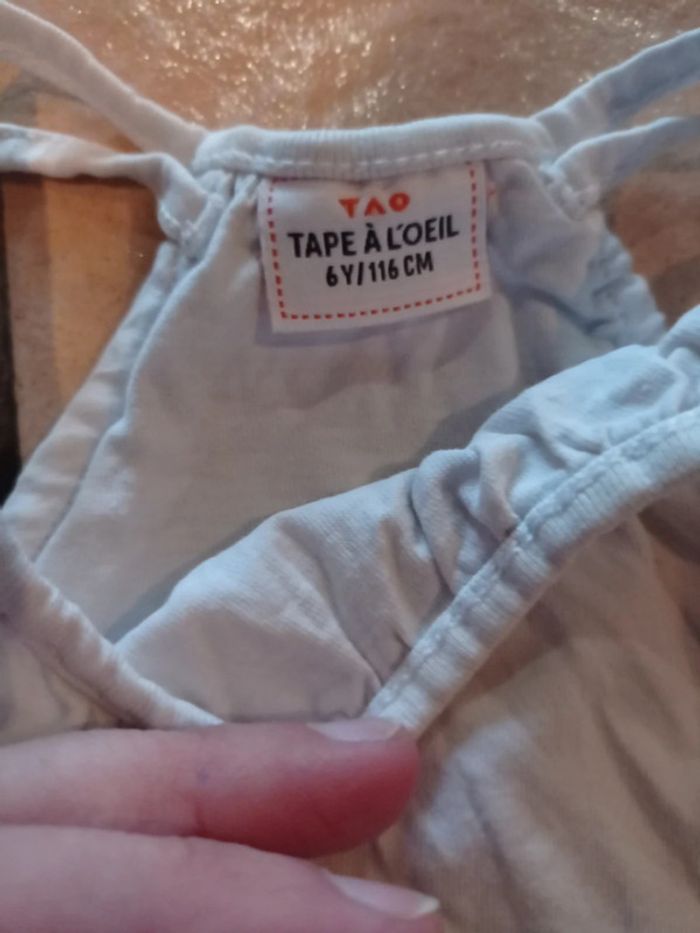 TAO
TAPE À L'OEIL
6Y/116 CM